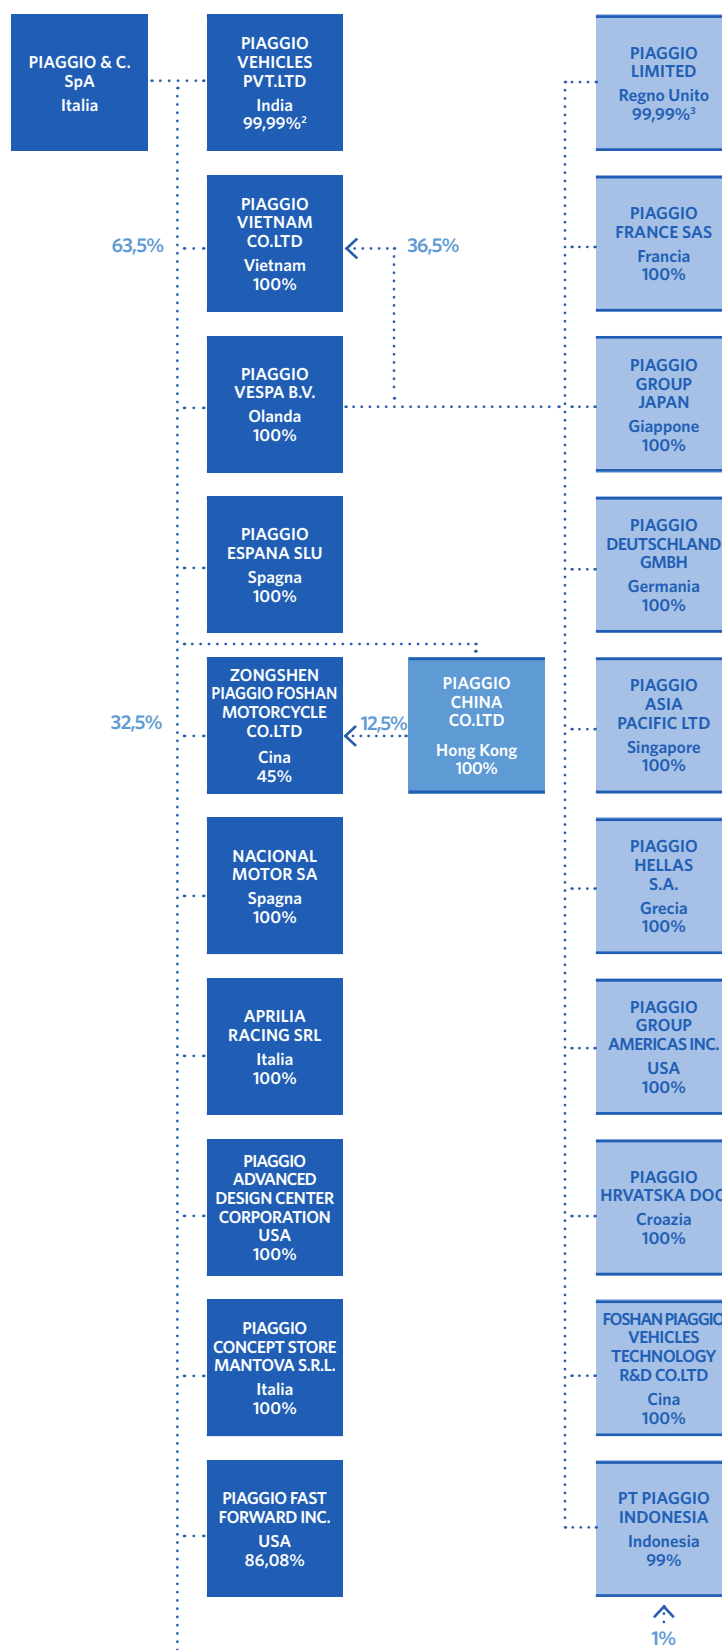 PIAGGIO & C.
SpA
Italia
PIAGGIO
VEHICLES
PVT.LTD
India
99,99%²
PIAGGIO
LIMITED
Regno Unito
99,99%³
63,5%
PIAGGIO
VIETNAM
CO.LTD
Vietnam
100%
36,5%
PIAGGIO
FRANCE SAS
Francia
100%
PIAGGIO
VESPA B.V.
Olanda
100%
PIAGGIO
GROUP
JAPAN
Giappone
100%
PIAGGIO
ESPANA SLU
Spagna
100%
PIAGGIO
DEUTSCHLAND
GMBH
Germania
100%
32,5%
ZONGSHEN
PIAGGIO FOSHAN
MOTORCYCLE
CO.LTD
Cina
45%
12,5%
PIAGGIO
CHINA
CO.LTD
Hong Kong
100%
PIAGGIO
ASIA
PACIFIC LTD
Singapore
100%
NACIONAL
MOTOR SA
Spagna
100%
PIAGGIO
HELLAS
S.A.
Grecia
100%
APRILIA
RACING SRL
Italia
100%
PIAGGIO
GROUP
AMERICAS INC.
USA
100%
PIAGGIO
ADVANCED
DESIGN CENTER
CORPORATION
USA
100%
PIAGGIO
HRVATSKA DOO
Croazia
100%
PIAGGIO
CONCEPT STORE
MANTOVA S.R.L.
Italia
100%
FOSHAN PIAGGIO
VEHICLES
TECHNOLOGY
R&D CO.LTD
Cina
100%
PIAGGIO FAST
FORWARD INC.
USA
86,08%
PT PIAGGIO
INDONESIA
Indonesia
99%
1%